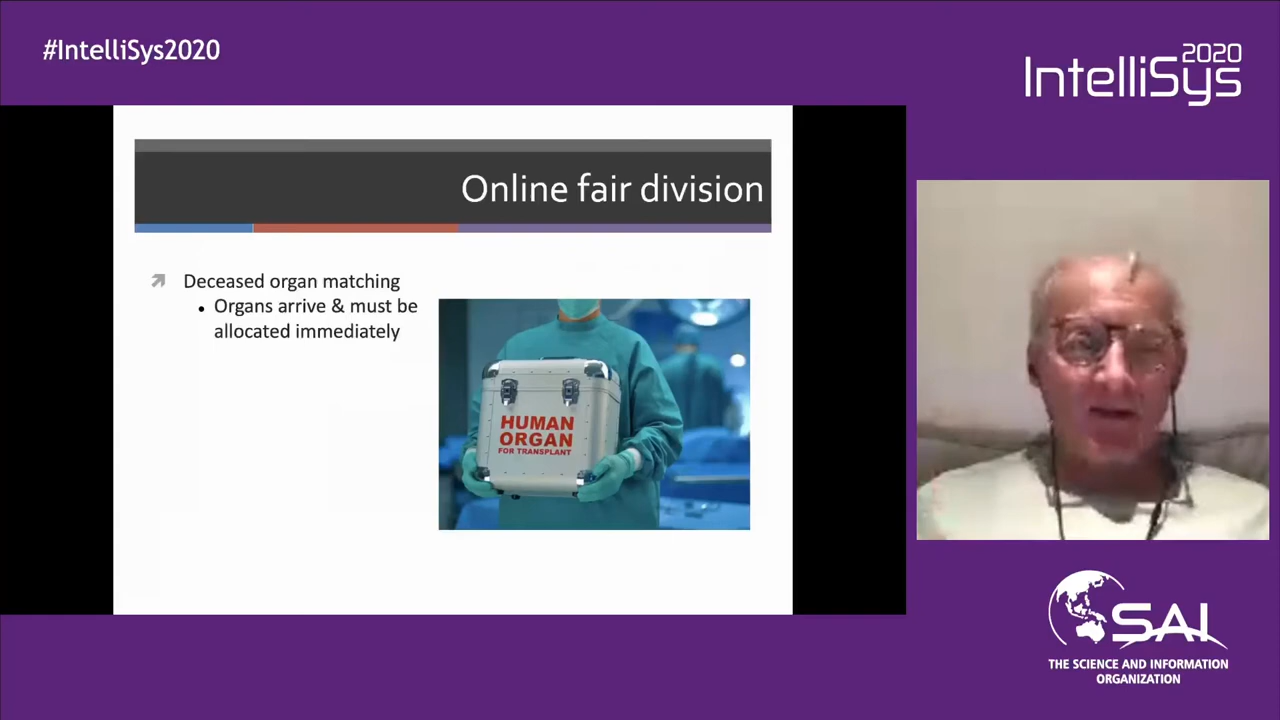 #IntelliSys2020
2020
IntelliSys
Online fair division
Deceased organ matching
• Organs arrive & must be
allocated immediately
HUMAN
ORGAN
FOR TRANSPLANT
SAI
THE SCIENCE AND INFORMATION
ORGANIZATION